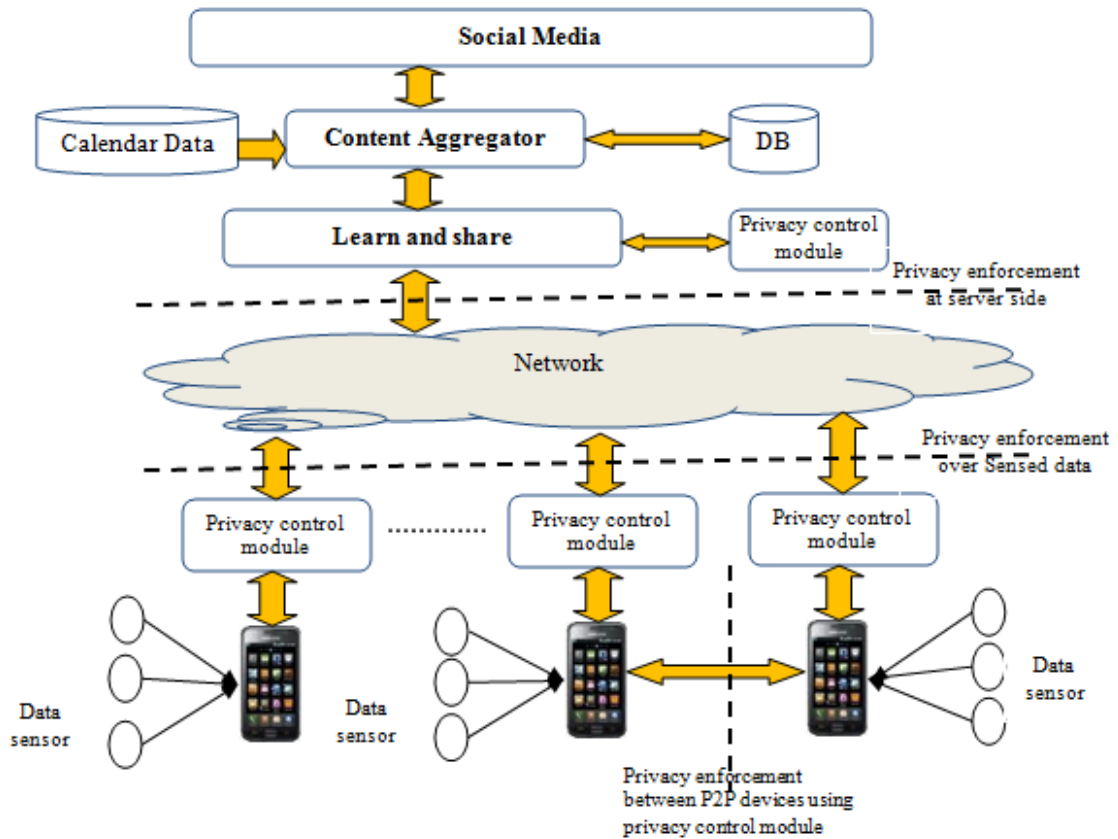 Social Media
Calendar Data
Content Aggregator
DB
Learn and share
Privacy control
module
Privacy enforcement
at server side
Network
Privacy enforcement
over Sensed data
Privacy control
module
Privacy control
module
Privacy control
module
Data
sensor
Data
sensor
Data
sensor
Privacy enforcement
between P2P devices using
privacy control module